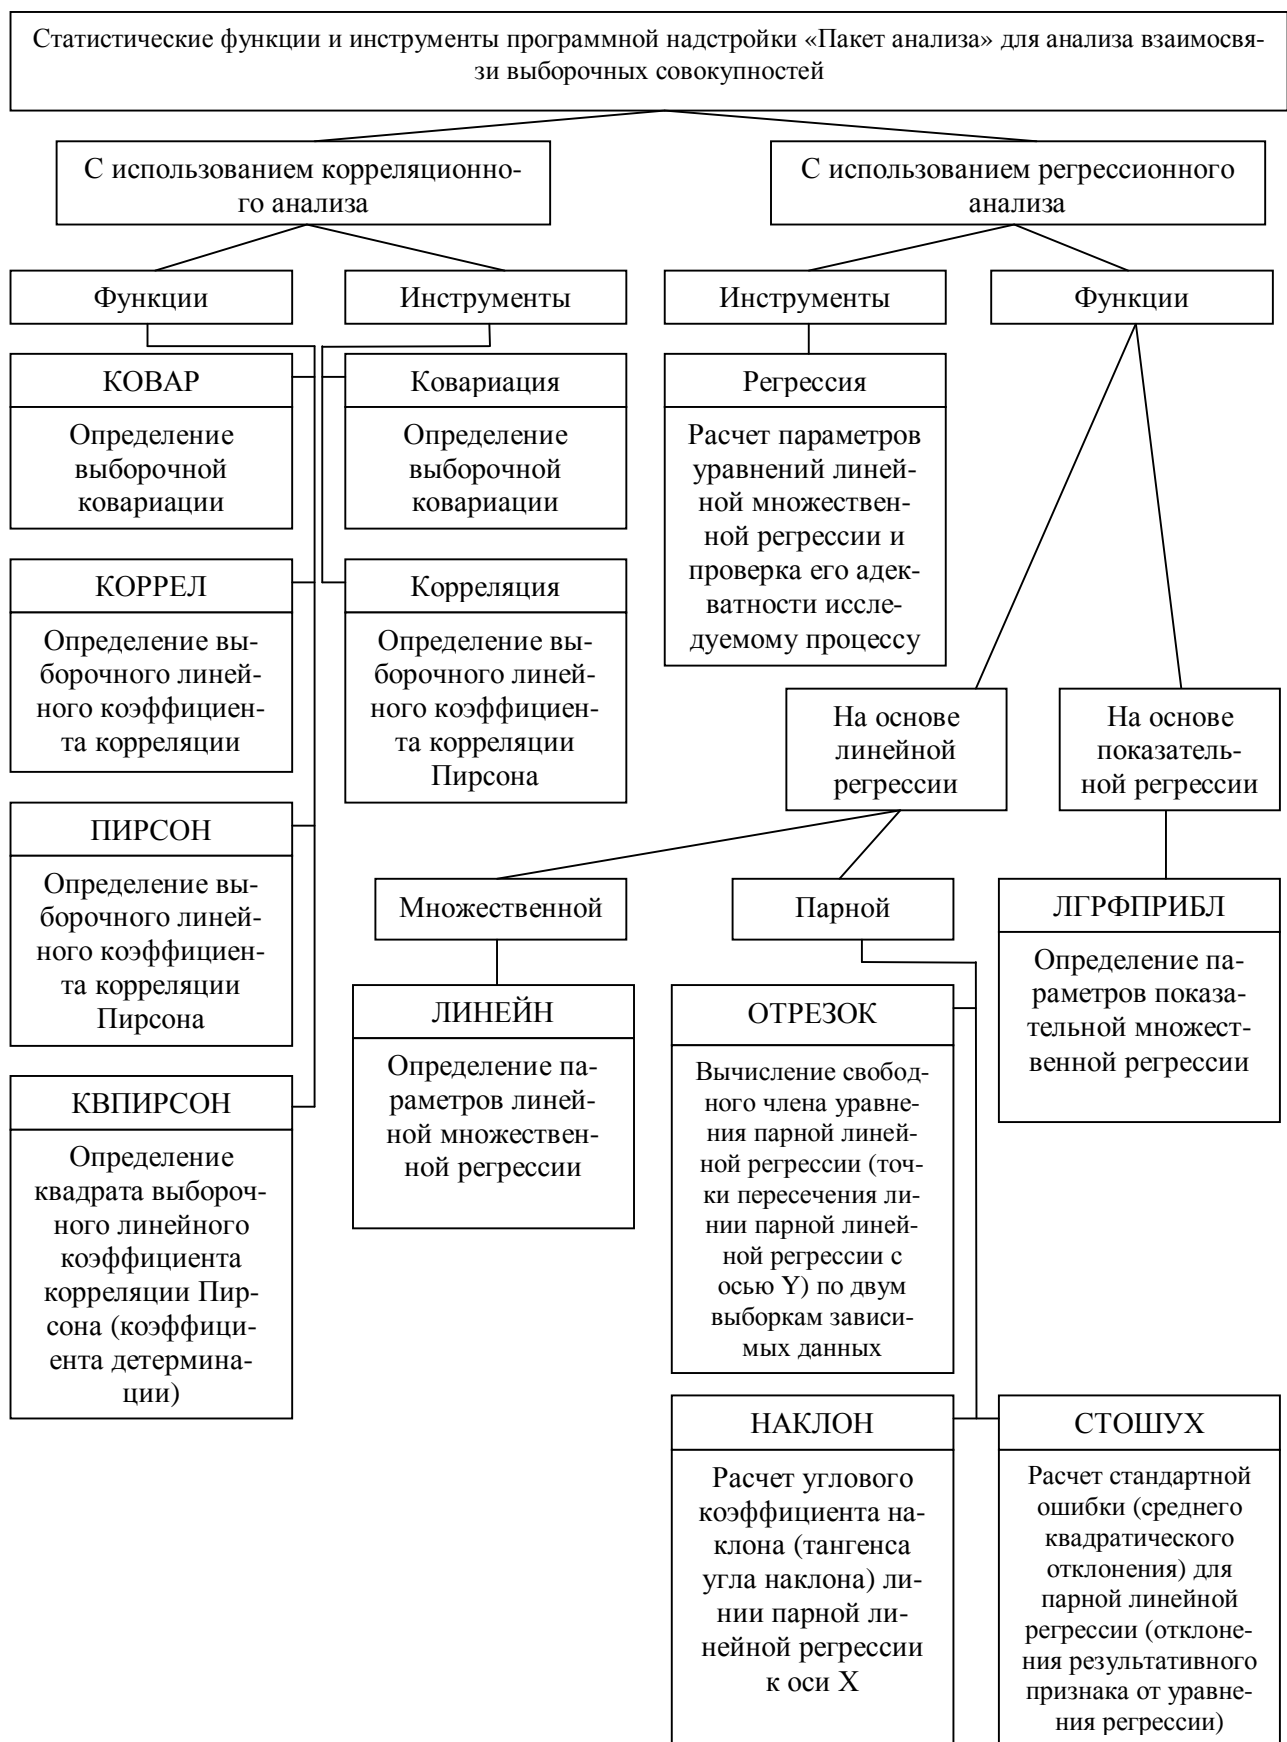 Статистические функции и инструменты программной надстройки «Пакет анализа» для анализа взаимосвя-
зи выборочных совокупностей
С использованием корреляционно-
го анализа
С использованием регрессионного
анализа
Функции
Инструменты
Инструменты
Функции
КОВАР
Определение
выборочной
ковариации
Ковариация
Определение
выборочной
ковариации
Регрессия
Расчет параметров
уравнений линей-
ной множествен-
ной регрессии и
проверка его адек-
ватности иссле-
дуемому процессу
КОРРЕЛ
Определение вы-
борочного линей-
ного коэффициен-
та корреляции
Корреляция
Определение вы-
борочного линей-
ного коэффициен-
та корреляции
Пирсона
На основе
линейной
регрессии
На основе
показатель-
ной регрессии
ПИРСОН
Определение вы-
борочного линей-
ного коэффициен-
та корреляции
Пирсона
Множественной
Парной
ЛГРФПРИБЛ
Определение па-
раметров показа-
тельной множест-
венной регрессии
ЛИНЕЙН
Определение па-
раметров линей-
ной множествен-
ной регрессии
ОТРЕЗОК
Вычисление свобод-
ного члена уравне-
ния парной линей-
ной регрессии (точ-
ки пересечения ли-
нии парной линей-
ной регрессии с
осью Y) по двум
выборкам зависи-
мых данных
КВПИРСОН
Определение
квадрата выбороч-
ного линейного
коэффициента
корреляции Пир-
сона (коэффици-
ента детермина-
ции)
НАКЛОН
Расчет углового
коэффициента на-
клона (тангенса
угла наклона) ли-
нии парной ли-
нейной регрессии
к оси X
СТОШУХ
Расчет стандартной
ошибки (среднего
квадратического
отклонения) для
парной линейной
регрессии (отклоне-
ния результативного
признака от уравне-
ния регрессии)